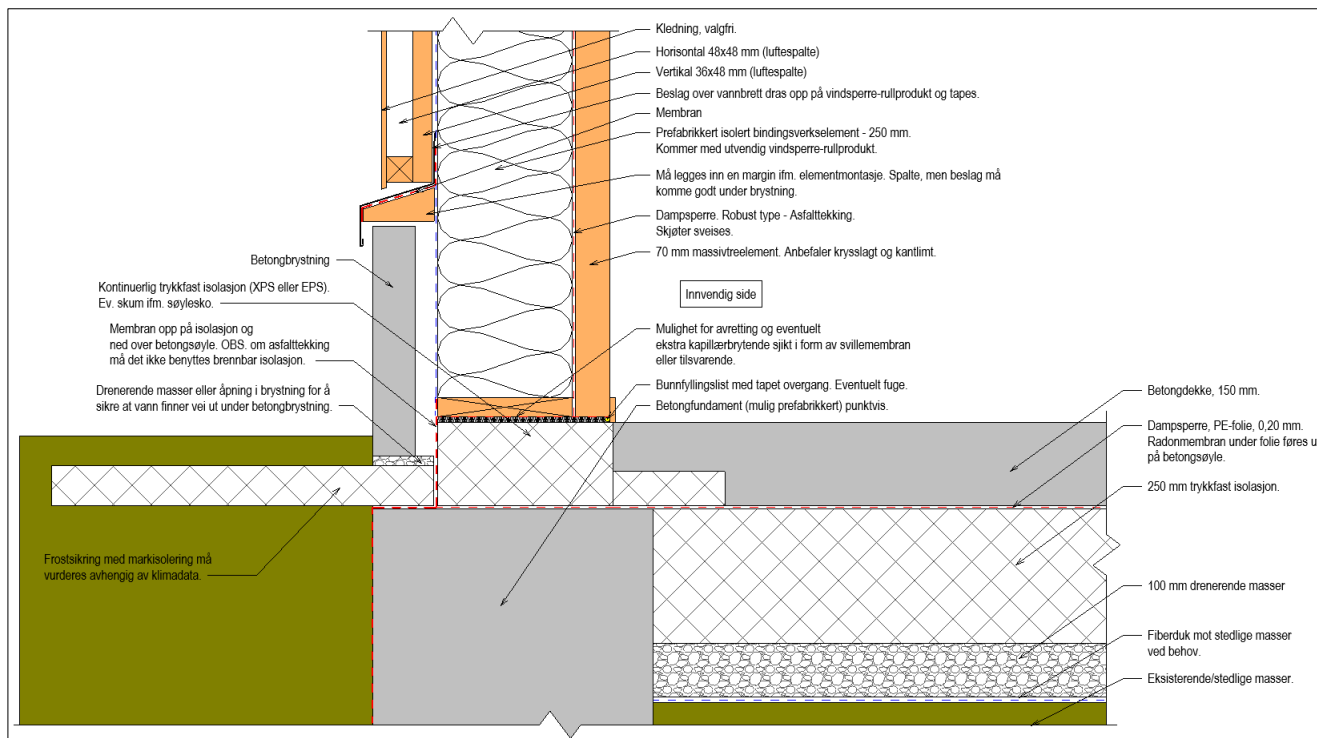 Kledning, valgfri.
Horisontal 48x48 mm (luftespalte)
Vertikal 36x48 mm (luftespalte)
Beslag over vannbrett dras opp på vindsperre-rullprodukt og tapes.
Membran
Prefabrikkert isolert bindingsverkselement - 250 mm.
Kommer med utvendig vindsperre-rullprodukt.
Må legges inn en margin ifm. elementmontasje. Spalte, men beslag må
komme godt under brystning.
Dampsperre. Robust type - Asfalttekking.
Skjøter sveises.
70 mm massivtreelement. Anbefaler krysslagt og kantlimt.
Innvendig side
Mulighet for avretting og eventuelt
ekstra kapillærbrytende sjikt i form av svillemembran
eller tilsvarende.
Bunnfyllingslist med tapet overgang. Eventuelt fuge.
Betongfundament (mulig prefabrikkert) punktvis.
Betongbrystning
Kontinuerlig trykkfast isolasjon (XPS eller EPS).
Ev. skum ifm. søylesko.
Membran opp på isolasjon og
ned over betongsøyle. OBS. om asfalttekking
må det ikke benyttes brennbar isolasjon.
Drenerende masser eller åpning i brystning for å
sikre at vann finner vei ut under betongbrystning.
Frostsikring med markisolering må
vurderes avhengig av klimadata.
Betongdekke, 150 mm.
Dampsperre, PE-folie, 0,20 mm.
Radonmembran under folie føres u
på betongsøyle.
250 mm trykkfast isolasjon.
100 mm drenerende masser
Fiberduk mot stedlige masser
ved behov.
Eksisterende/stedlige masser.